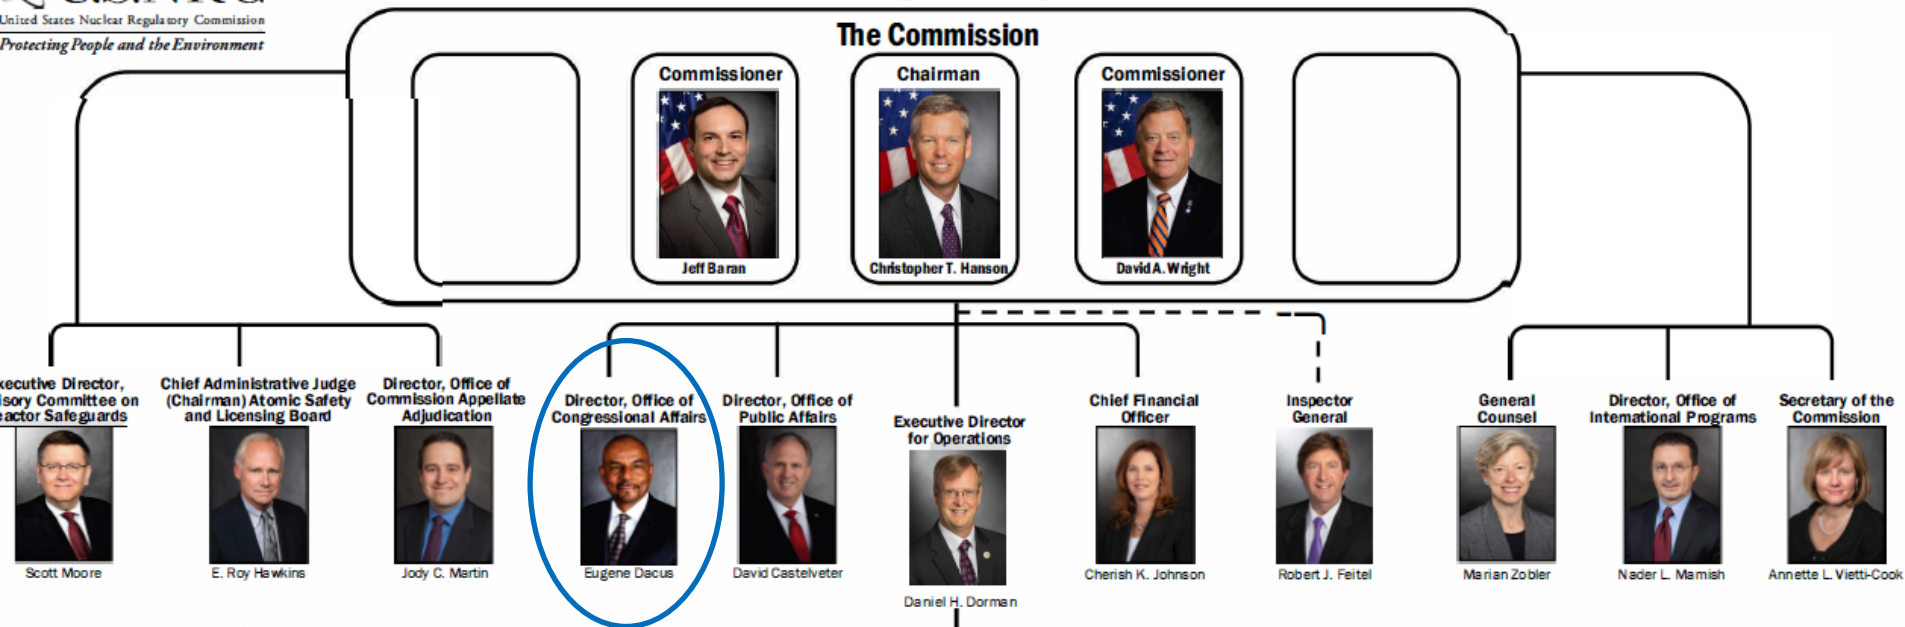 United States Nuclear Regulatory Commission
Protecting People and the Environment
The Commission
Commissioner
Jeff Baran
Chairman
Christopher T. Hanson
Commissioner
David A. Wright
Director,
Committee on
Safeguards
Scott Moore
Chief Administrative Judge
(Chairman) Atomic Safety
and Licensing Board
E. Roy Hawkins
Director, Office of
Commission Appellate
Adjudication
Jody C. Martin
Director, Office of
Congressional Affairs
Eugene Dacus
Director, Office of
Public Affairs
David Castelveter
Executive Director
for Operations
Daniel H. Dorman
Chief Financial
Officer
Cherish K. Johnson
Inspector
General
Robert J. Feitel
General
Counsel
Marian Zobler
Director, Office of
International Programs
Nader L. Mamish
Secretary of the
Commission
Annette L. Vietti-Cook